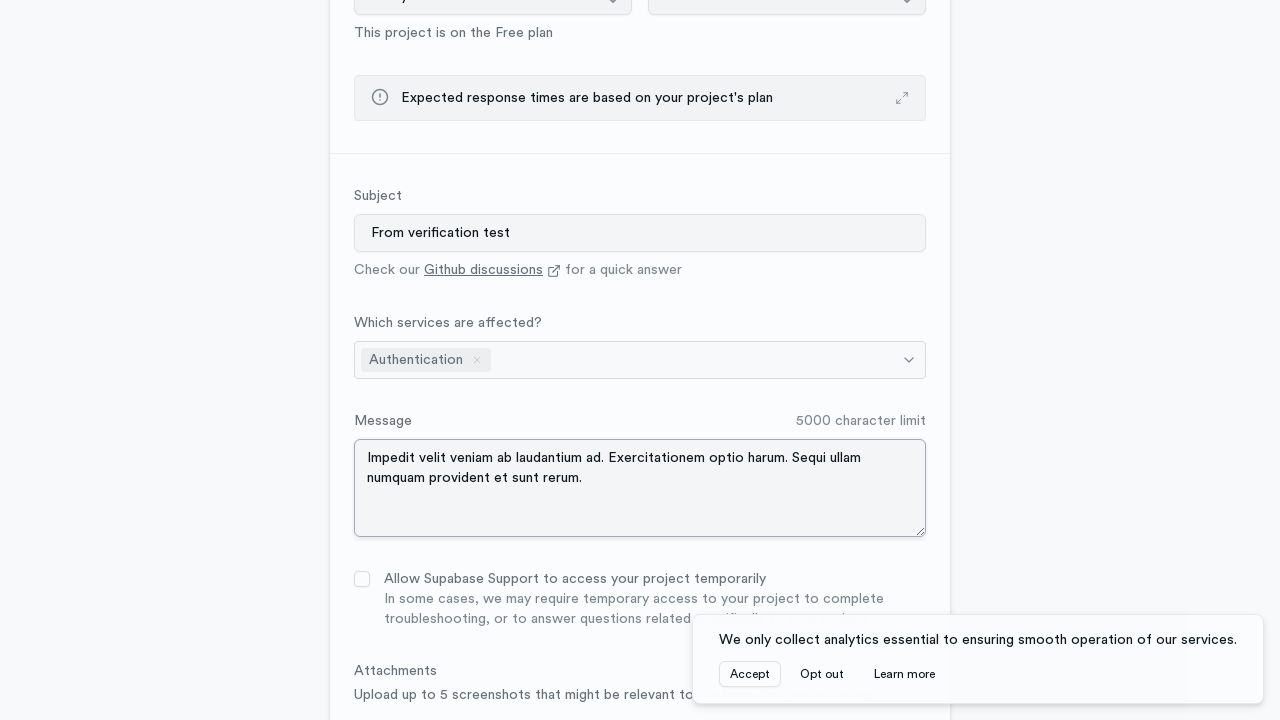 This project is on the Free plan
Expected response times are based on your project's plan
Subject
From verification test
Check our Github discussions for a quick answer
Which services are affected?
Authentication
Message
5000 character limit
Impedit velit veniam ab laudantium ad. Exercitationem optio harum. Sequi ullam
numquam provident et sunt rerum.
Allow Supabase Support to access your project temporarily
In some cases, we may require temporary access to your project to complete
troubleshooting, or to answer questions related
We only collect analytics essential to ensuring smooth operation of our services.
Accept
Opt out
Learn more
Attachments
Upload up to 5 screenshots that might be relevant to